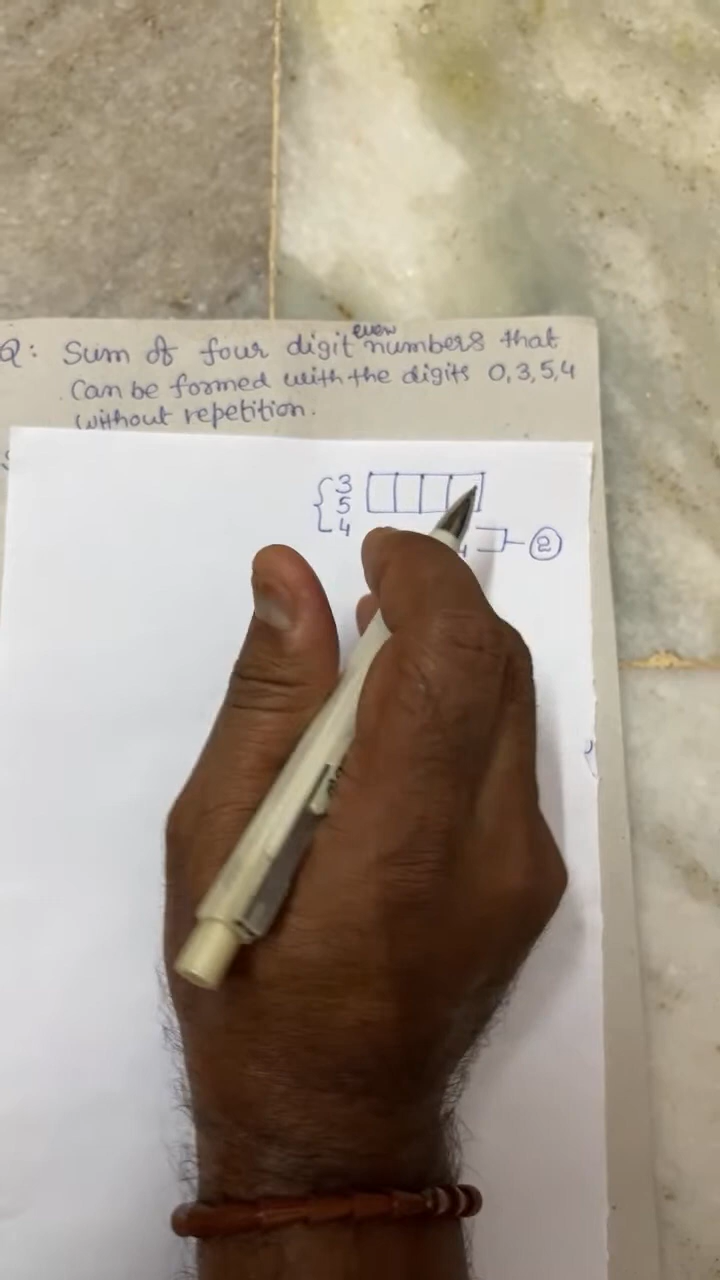 Q: Sum of four digit even numbers that
can be formed with the digits 0,3,5,4
without repetition.
3
5
4
4
2